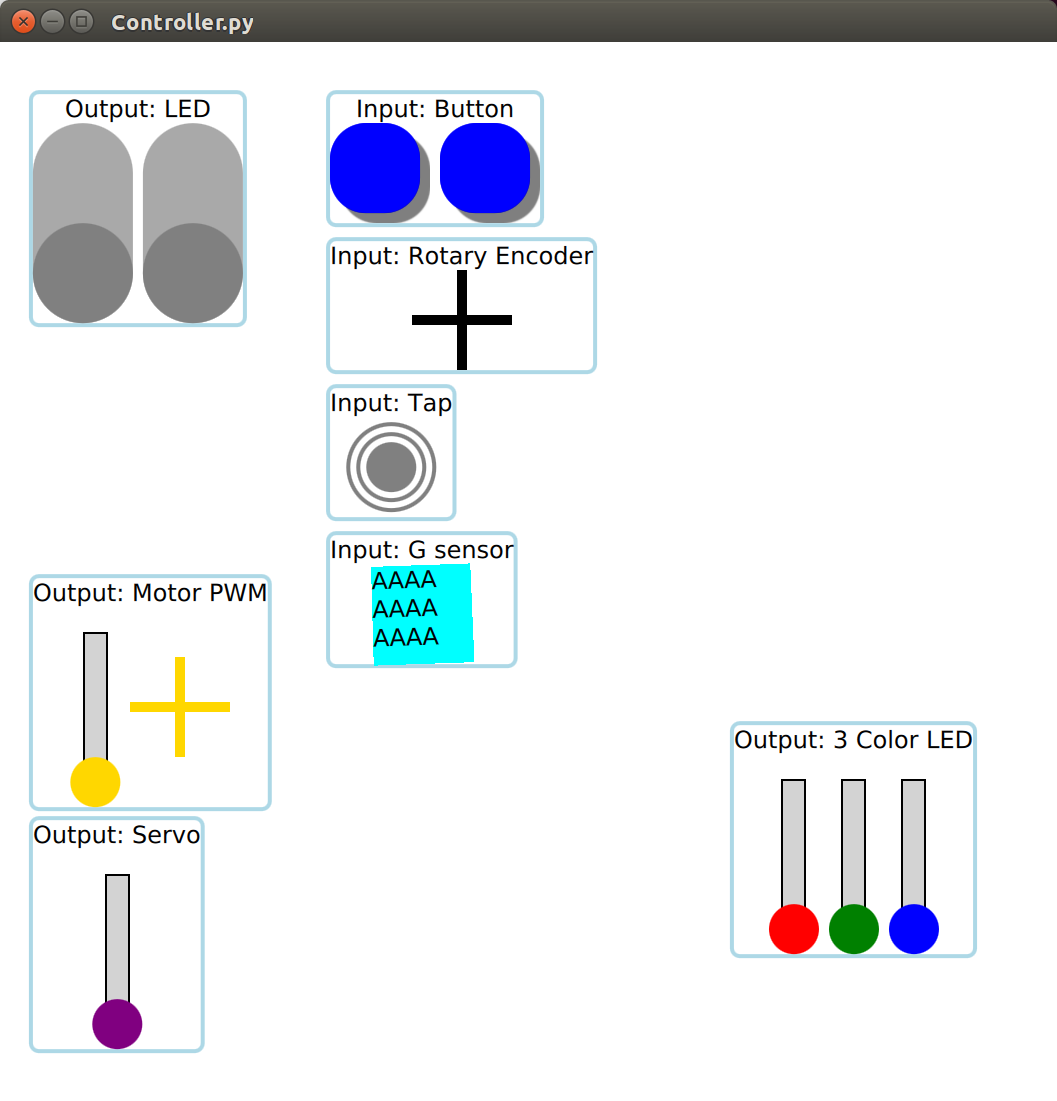 Controller.py
Output: LED
Input: Button
Input: Rotary Encoder
Input: Tap
Input: G sensor
AAAA
AAAA
AAAA
Output: Motor PWM
Output: 3 Color LED
Output: Servo